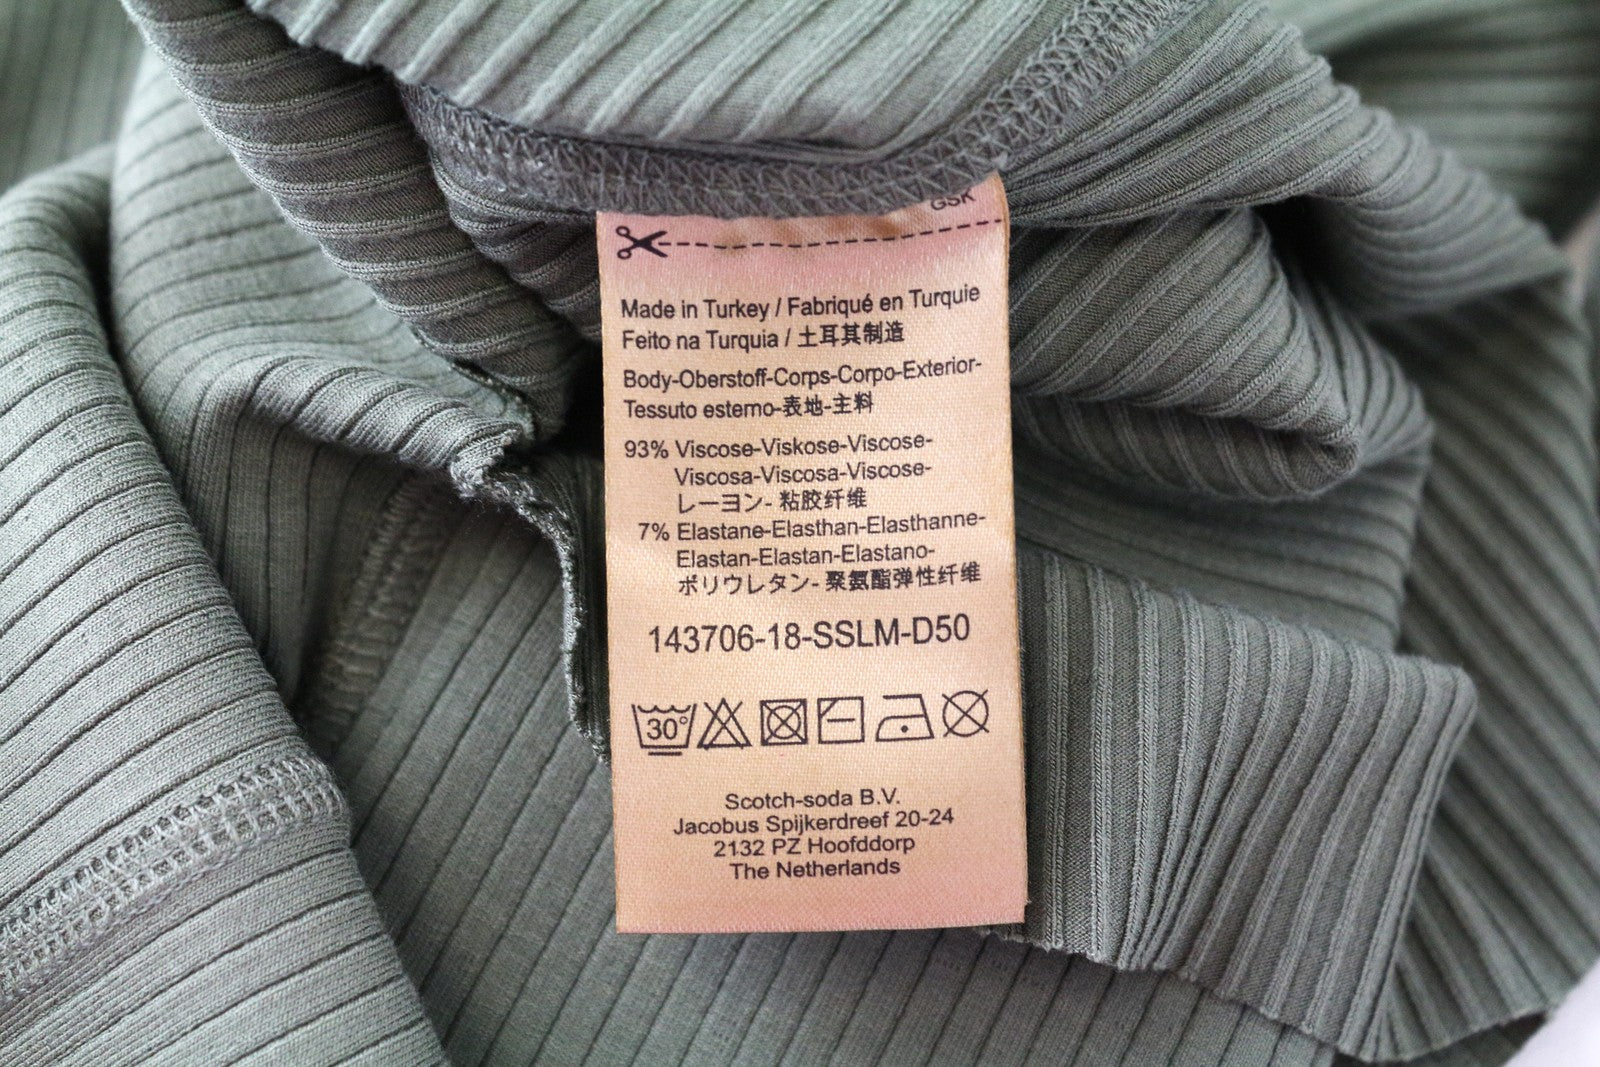 GSK
Made in Turkey / Fabriqué en Turquie
Feito na Turquia / 土耳其制造
Body-Oberstoff-Corps-Corpo-Exterior-
Tessuto esterno-表地-主料
93% Viscose-Viskose-Viscose-
Viscosa-Viscosa-Viscose-
レーヨン- 粘胶纤维
7% Elastane-Elasthan-Elasthanne-
Elastan-Elastan-Elastano-
ポリウレタン- 聚氨酯弹性纤维
143706-18-SSLM-D50
30°
Scotch-soda B.V.
Jacobus Spijkerdreef 20-24
2132 PZ Hoofddorp
The Netherlands